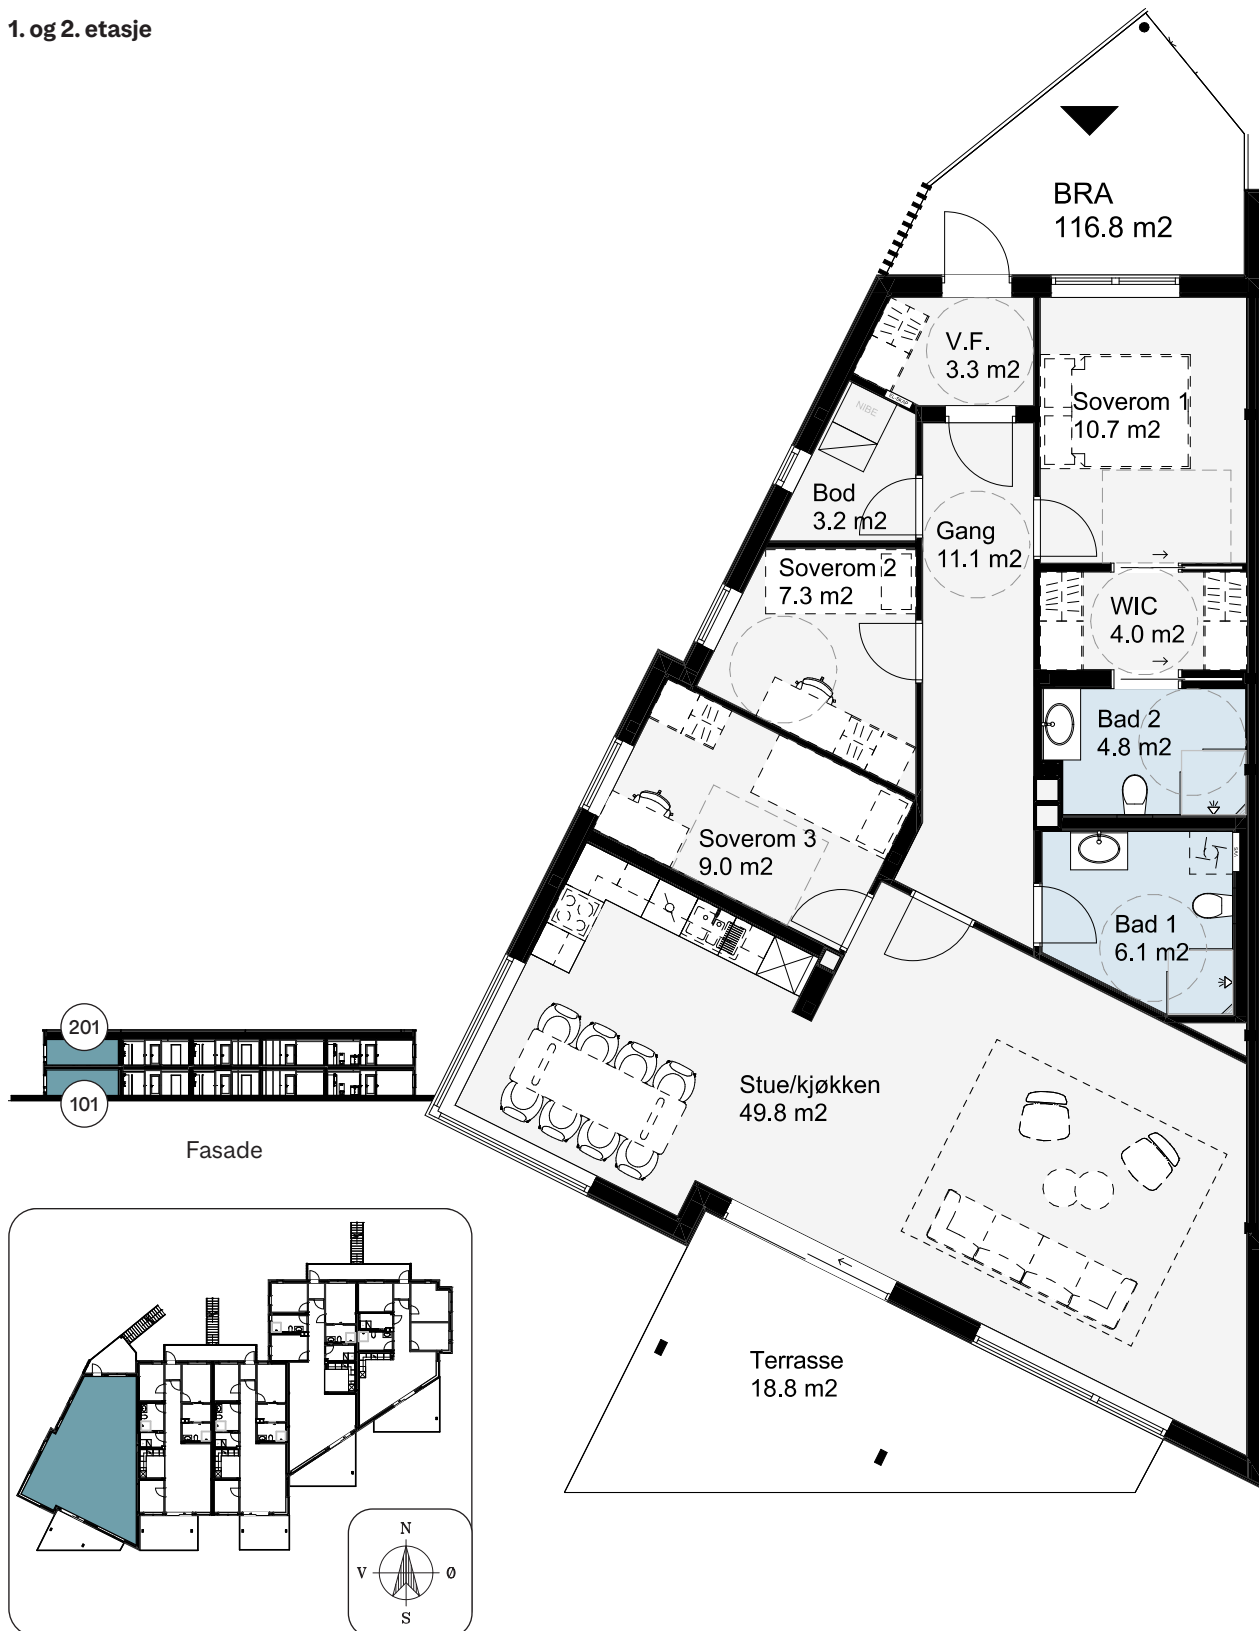 1. og 2. etasje
BRA
116.8 m2
V.F.
3.3 m2
EL.SKAP
NIBE
Soverom 1
10.7 m2
Bod
3.2 m2
Gang
11.1 m2
Soverom 2
7.3 m2
WIC
4.0 m2
Bad 2
4.8 m2
Soverom 3
9.0 m2
VVS
Bad 1
6.1 m2
201
101
Fasade
Stue/kjøkken
49.8 m2
Terrasse
18.8 m2
N
V
Ø
S